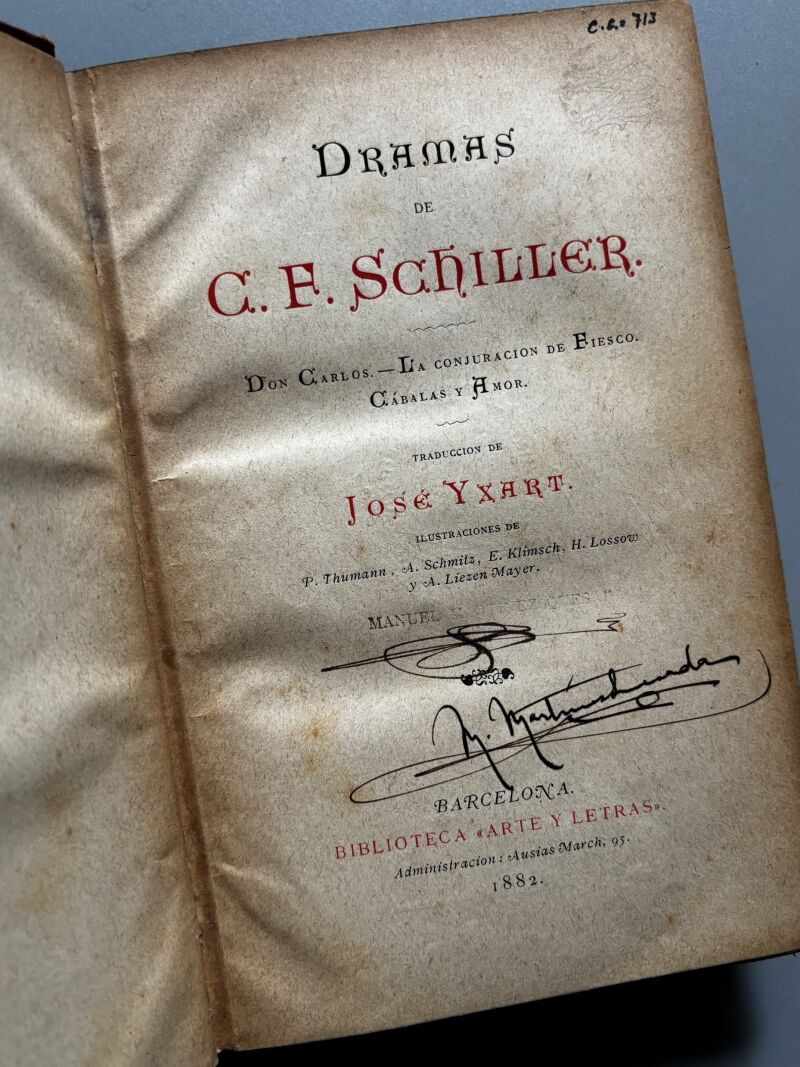 C.G. 713
DRAMAS
DE
C. F. SCHILLER.
DON CARLOS. — LA CONJURACION DE FIESCO.
CÁBALAS Y AMOR.
TRADUCCION DE
JOSÉ YXART.
ILUSTRACIONES DE
P. Thumann, A. Schmitz, E. Klimsch, H. Lossow
y A. Liezen Mayer.
MANUEL
BARCELONA.
BIBLIOTECA «ARTE Y LETRAS».
Administracion: Ausias March, 95.
1882.